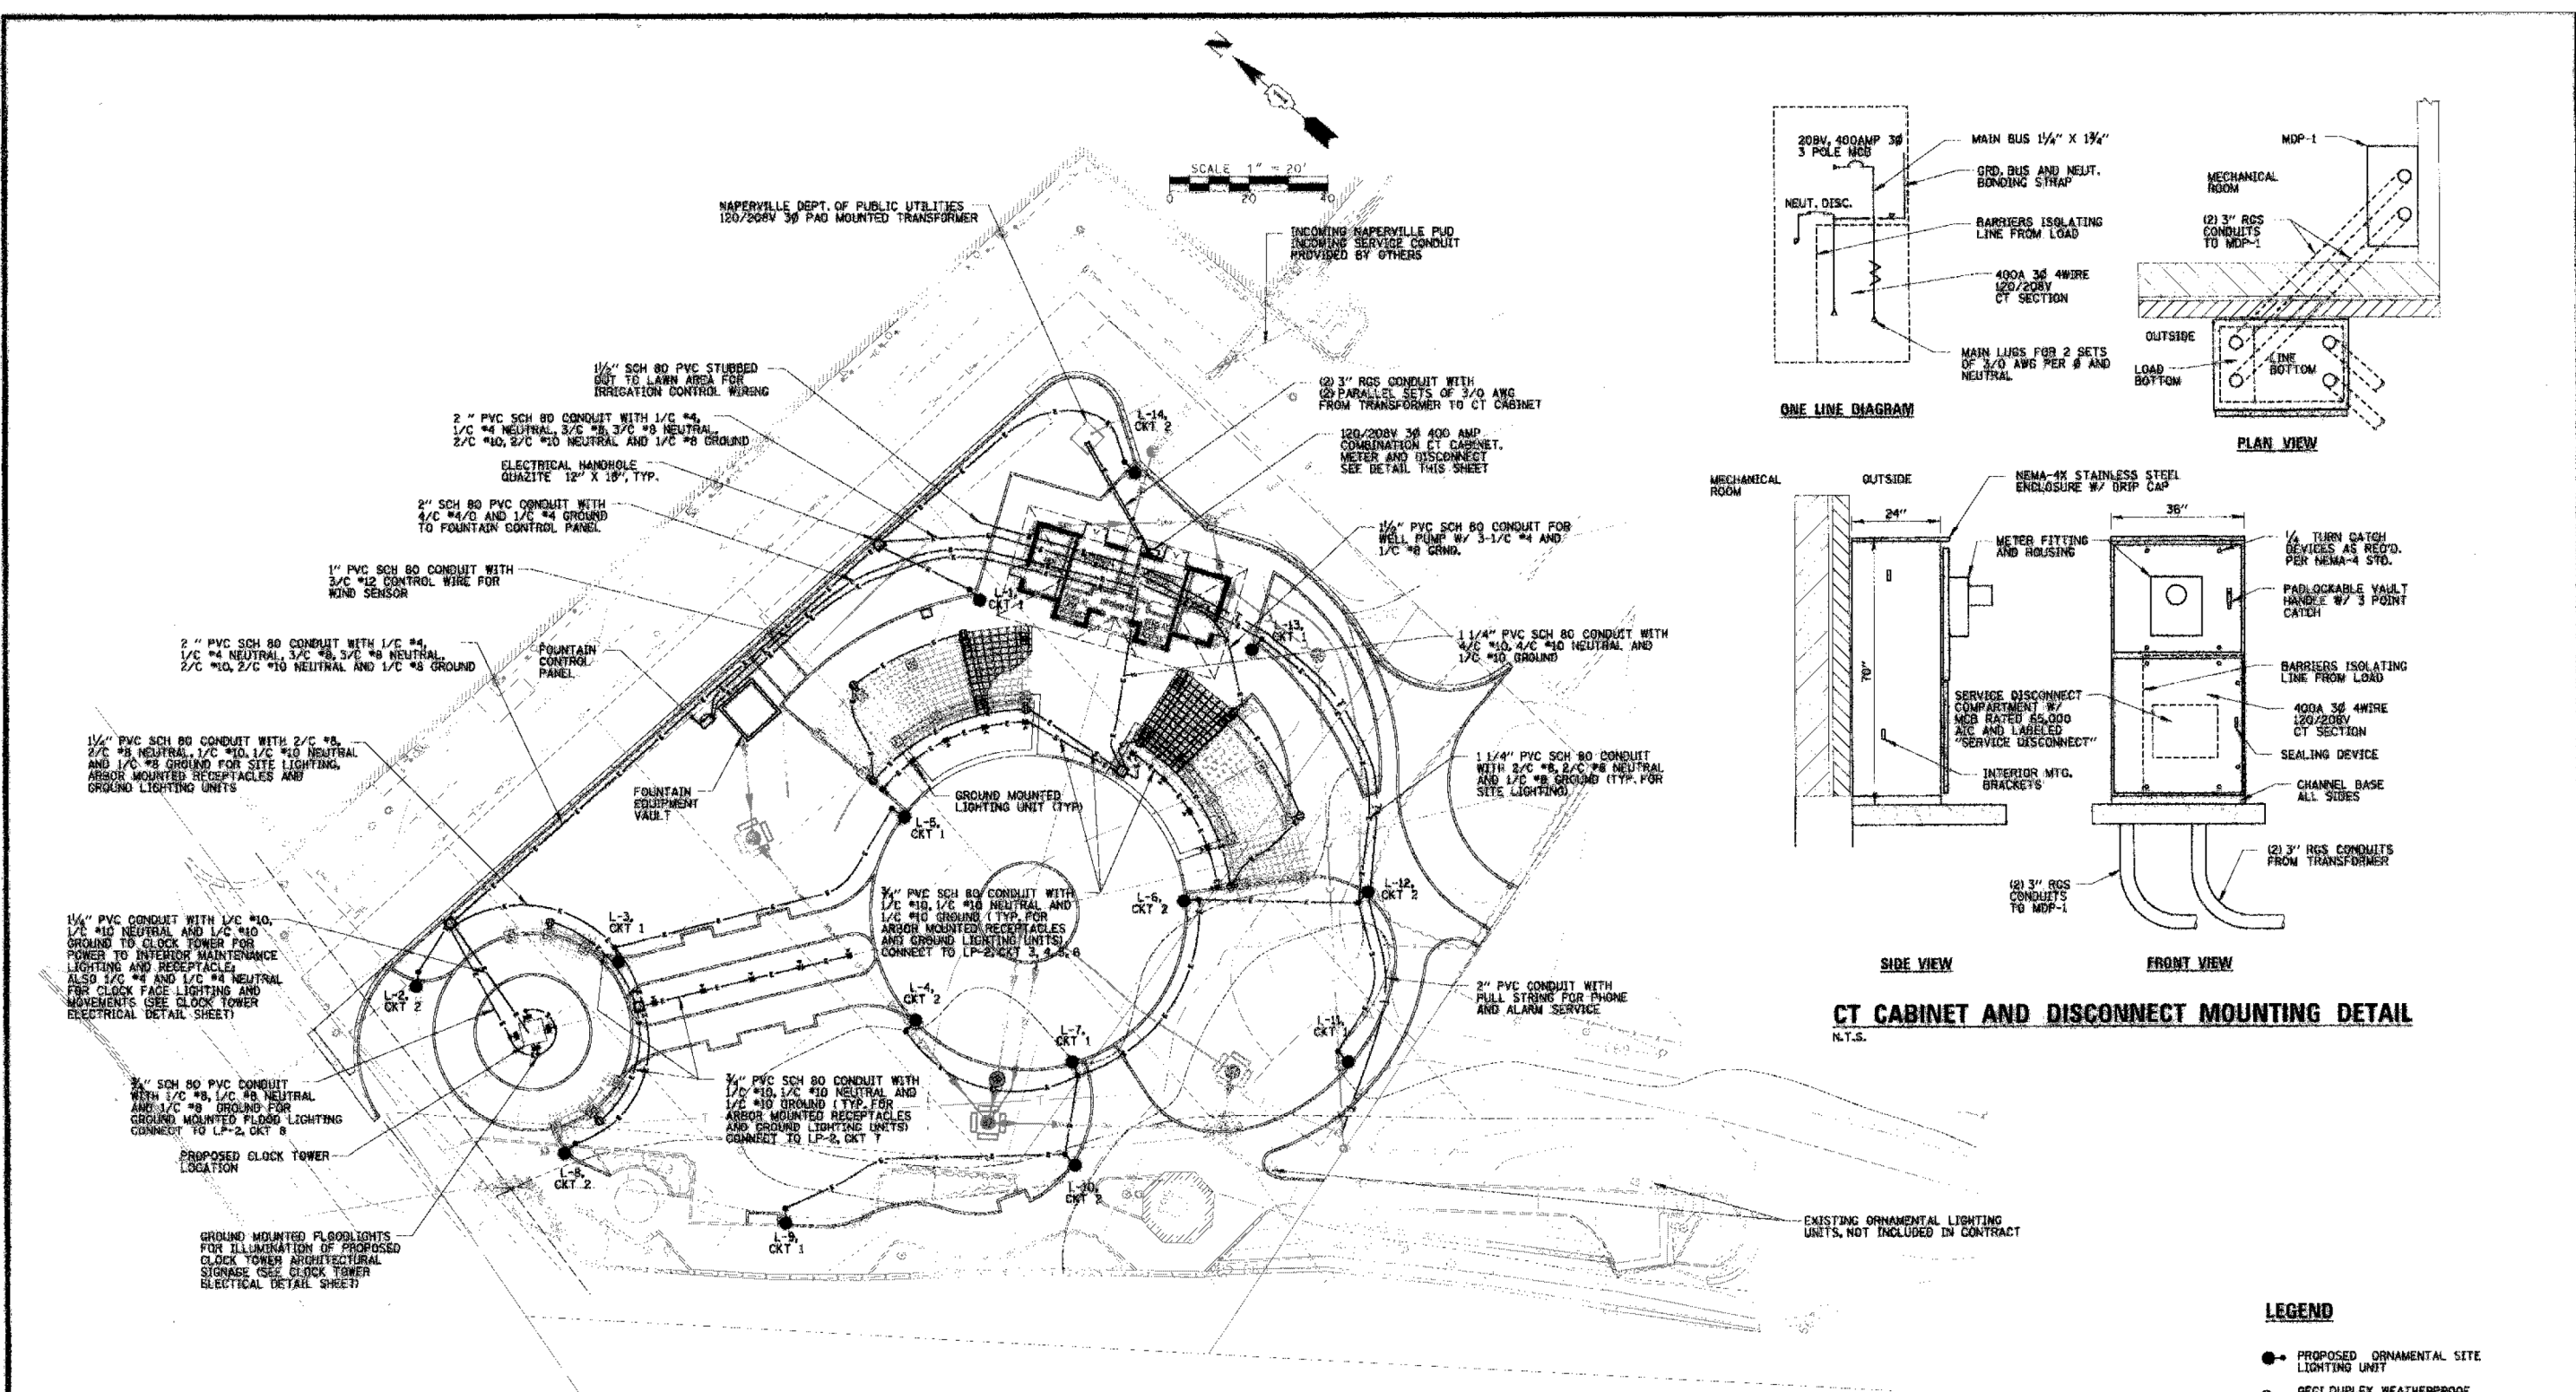 N
SCALE 1" = 20'
0 20 40
NAPERVILLE DEPT. OF PUBLIC UTILITIES
120/208V 3Ø PAD MOUNTED TRANSFORMER
INCOMING NAPERVILLE PUD
INCOMING SERVICE CONDUIT
PROVIDED BY OTHERS
1½" SCH 80 PVC STUBBED
OUT TO LAWN AREA FOR
IRRIGATION CONTROL WIRING
2 " PVC SCH 80 CONDUIT WITH 1/C #4,
1/C #4 NEUTRAL, 3/C #8, 3/C #8 NEUTRAL,
2/C #10, 2/C #10 NEUTRAL AND 1/C #8 GROUND
ELECTRICAL HANDHOLE
QUAZITE 12" X 18", TYP.
2" SCH 80 PVC CONDUIT WITH
4/C #4/0 AND 1/C #4 GROUND
TO FOUNTAIN CONTROL PANEL
1" PVC SCH 80 CONDUIT WITH
3/C #12 CONTROL WIRE FOR
WIND SENSOR
2 " PVC SCH 80 CONDUIT WITH 1/C #4,
1/C #4 NEUTRAL, 3/C #8, 3/C #8 NEUTRAL,
2/C #10, 2/C #10 NEUTRAL AND 1/C #8 GROUND
FOUNTAIN
CONTROL
PANEL
1¼" PVC SCH 80 CONDUIT WITH 2/C #8,
2/C #8 NEUTRAL, 1/C #10, 1/C #10 NEUTRAL
AND 1/C #8 GROUND FOR SITE LIGHTING,
ARBOR MOUNTED RECEPTACLES AND
GROUND LIGHTING UNITS
FOUNTAIN
EQUIPMENT
VAULT
GROUND MOUNTED
LIGHTING UNIT (TYP)
(2) 3" RGS CONDUIT WITH
(2) PARALLEL SETS OF 3/0 AWG
FROM TRANSFORMER TO CT CABINET
120/208V 3Ø 400 AMP
COMBINATION CT CABINET,
METER AND DISCONNECT
SEE DETAIL THIS SHEET
1½" PVC SCH 80 CONDUIT FOR
WELL PUMP W/ 3-1/C #4 AND
1/C #8 GRND.
1 1/4" PVC SCH 80 CONDUIT WITH
4/C #10, 4/C #10 NEUTRAL AND
1/C #10 GROUND
1 1/4" PVC SCH 80 CONDUIT
WITH 2/C #8, 2/C #8 NEUTRAL
AND 1/C #8 GROUND (TYP. FOR
SITE LIGHTING)
L-14,
CKT 2
L-1,
CKT 1
L-13,
CKT 1
L-5,
CKT 1
L-6,
CKT 2
L-12,
CKT 2
L-3,
CKT 1
L-2,
CKT 2
L-4,
CKT 2
L-7,
CKT 1
L-11,
CKT 1
L-8,
CKT 2
L-9,
CKT 1
L-10,
CKT 2
¾" PVC SCH 80 CONDUIT WITH
1/C #10, 1/C #10 NEUTRAL AND
1/C #10 GROUND ( TYP. FOR
ARBOR MOUNTED RECEPTACLES
AND GROUND LIGHTING UNITS)
CONNECT TO LP-2, CKT 3, 4, 5, 6
1¼" PVC CONDUIT WITH 1/C #10,
1/C #10 NEUTRAL AND 1/C #10
GROUND TO CLOCK TOWER FOR
POWER TO INTERIOR MAINTENANCE
LIGHTING AND RECEPTACLE;
ALSO 1/C #4 AND 1/C #4 NEUTRAL
FOR CLOCK FACE LIGHTING AND
MOVEMENTS (SEE CLOCK TOWER
ELECTRICAL DETAIL SHEET)
2" PVC CONDUIT WITH
PULL STRING FOR PHONE
AND ALARM SERVICE
¾" SCH 80 PVC CONDUIT
WITH 1/C #8, 1/C #8 NEUTRAL
AND 1/C #8 GROUND FOR
GROUND MOUNTED FLOOD LIGHTING
CONNECT TO LP-2, CKT 8
¾" PVC SCH 80 CONDUIT WITH
1/C #10, 1/C #10 NEUTRAL AND
1/C #10 GROUND ( TYP. FOR
ARBOR MOUNTED RECEPTACLES
AND GROUND LIGHTING UNITS)
CONNECT TO LP-2, CKT 7
PROPOSED CLOCK TOWER
LOCATION
GROUND MOUNTED FLOODLIGHTS
FOR ILLUMINATION OF PROPOSED
CLOCK TOWER ARCHITECTURAL
SIGNAGE (SEE CLOCK TOWER
ELECTICAL DETAIL SHEET)
EXISTING ORNAMENTAL LIGHTING
UNITS, NOT INCLUDED IN CONTRACT
208V, 400AMP 3Ø
3 POLE MCB
NEUT. DISC.
MAIN BUS 1¼" X 1¾"
GRD. BUS AND NEUT.
BONDING STRAP
BARRIERS ISOLATING
LINE FROM LOAD
400A 3Ø 4WIRE
120/208V
CT SECTION
MAIN LUGS FOR 2 SETS
OF 3/0 AWG PER Ø AND
NEUTRAL
ONE LINE DIAGRAM
MDP-1
MECHANICAL
ROOM
(2) 3" RGS
CONDUITS
TO MDP-1
OUTSIDE
LOAD
BOTTOM
LINE
BOTTOM
PLAN VIEW
MECHANICAL
ROOM
OUTSIDE
NEMA-4X STAINLESS STEEL
ENCLOSURE W/ DRIP CAP
24"
36"
70"
METER FITTING
AND HOUSING
¼ TURN CATCH
DEVICES AS REQ'D.
PER NEMA-4 STD.
PADLOCKABLE VAULT
HANDLE W/ 3 POINT
CATCH
SERVICE DISCONNECT
COMPARTMENT W/
MCB RATED 65,000
AIC AND LABELED
"SERVICE DISCONNECT"
BARRIERS ISOLATING
LINE FROM LOAD
400A 3Ø 4WIRE
120/208V
CT SECTION
SEALING DEVICE
INTERIOR MTG.
BRACKETS
CHANNEL BASE
ALL SIDES
(2) 3" RGS CONDUITS
FROM TRANSFORMER
(2) 3" RGS
CONDUITS
TO MDP-1
SIDE VIEW
FRONT VIEW
CT CABINET AND DISCONNECT MOUNTING DETAIL
N.T.S.
LEGEND
PROPOSED ORNAMENTAL SITE
LIGHTING UNIT